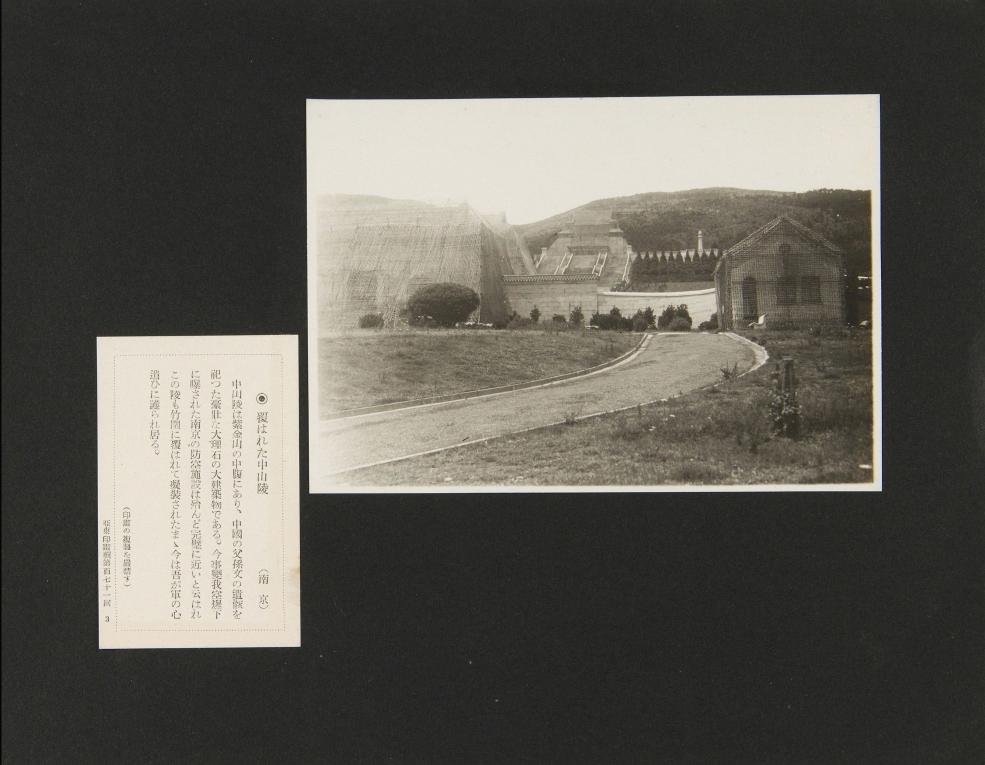 ◉ 覆はれた中山陵　（南京）
中山陵は紫金山の中腹にあり、中國の父孫文の遺骸を
祀つた豪壯な大理石の大建築物である。今事變我空爆下
に曝された南京の防空施設は殆んど完璧に近いと云はれ
この陵も竹簾に覆はれて擬裝されたまゝ今は吾が軍の心
遣ひに護られ居る。
（印畫の複製を嚴禁す）
亞東印畫輯第百七十一回　3